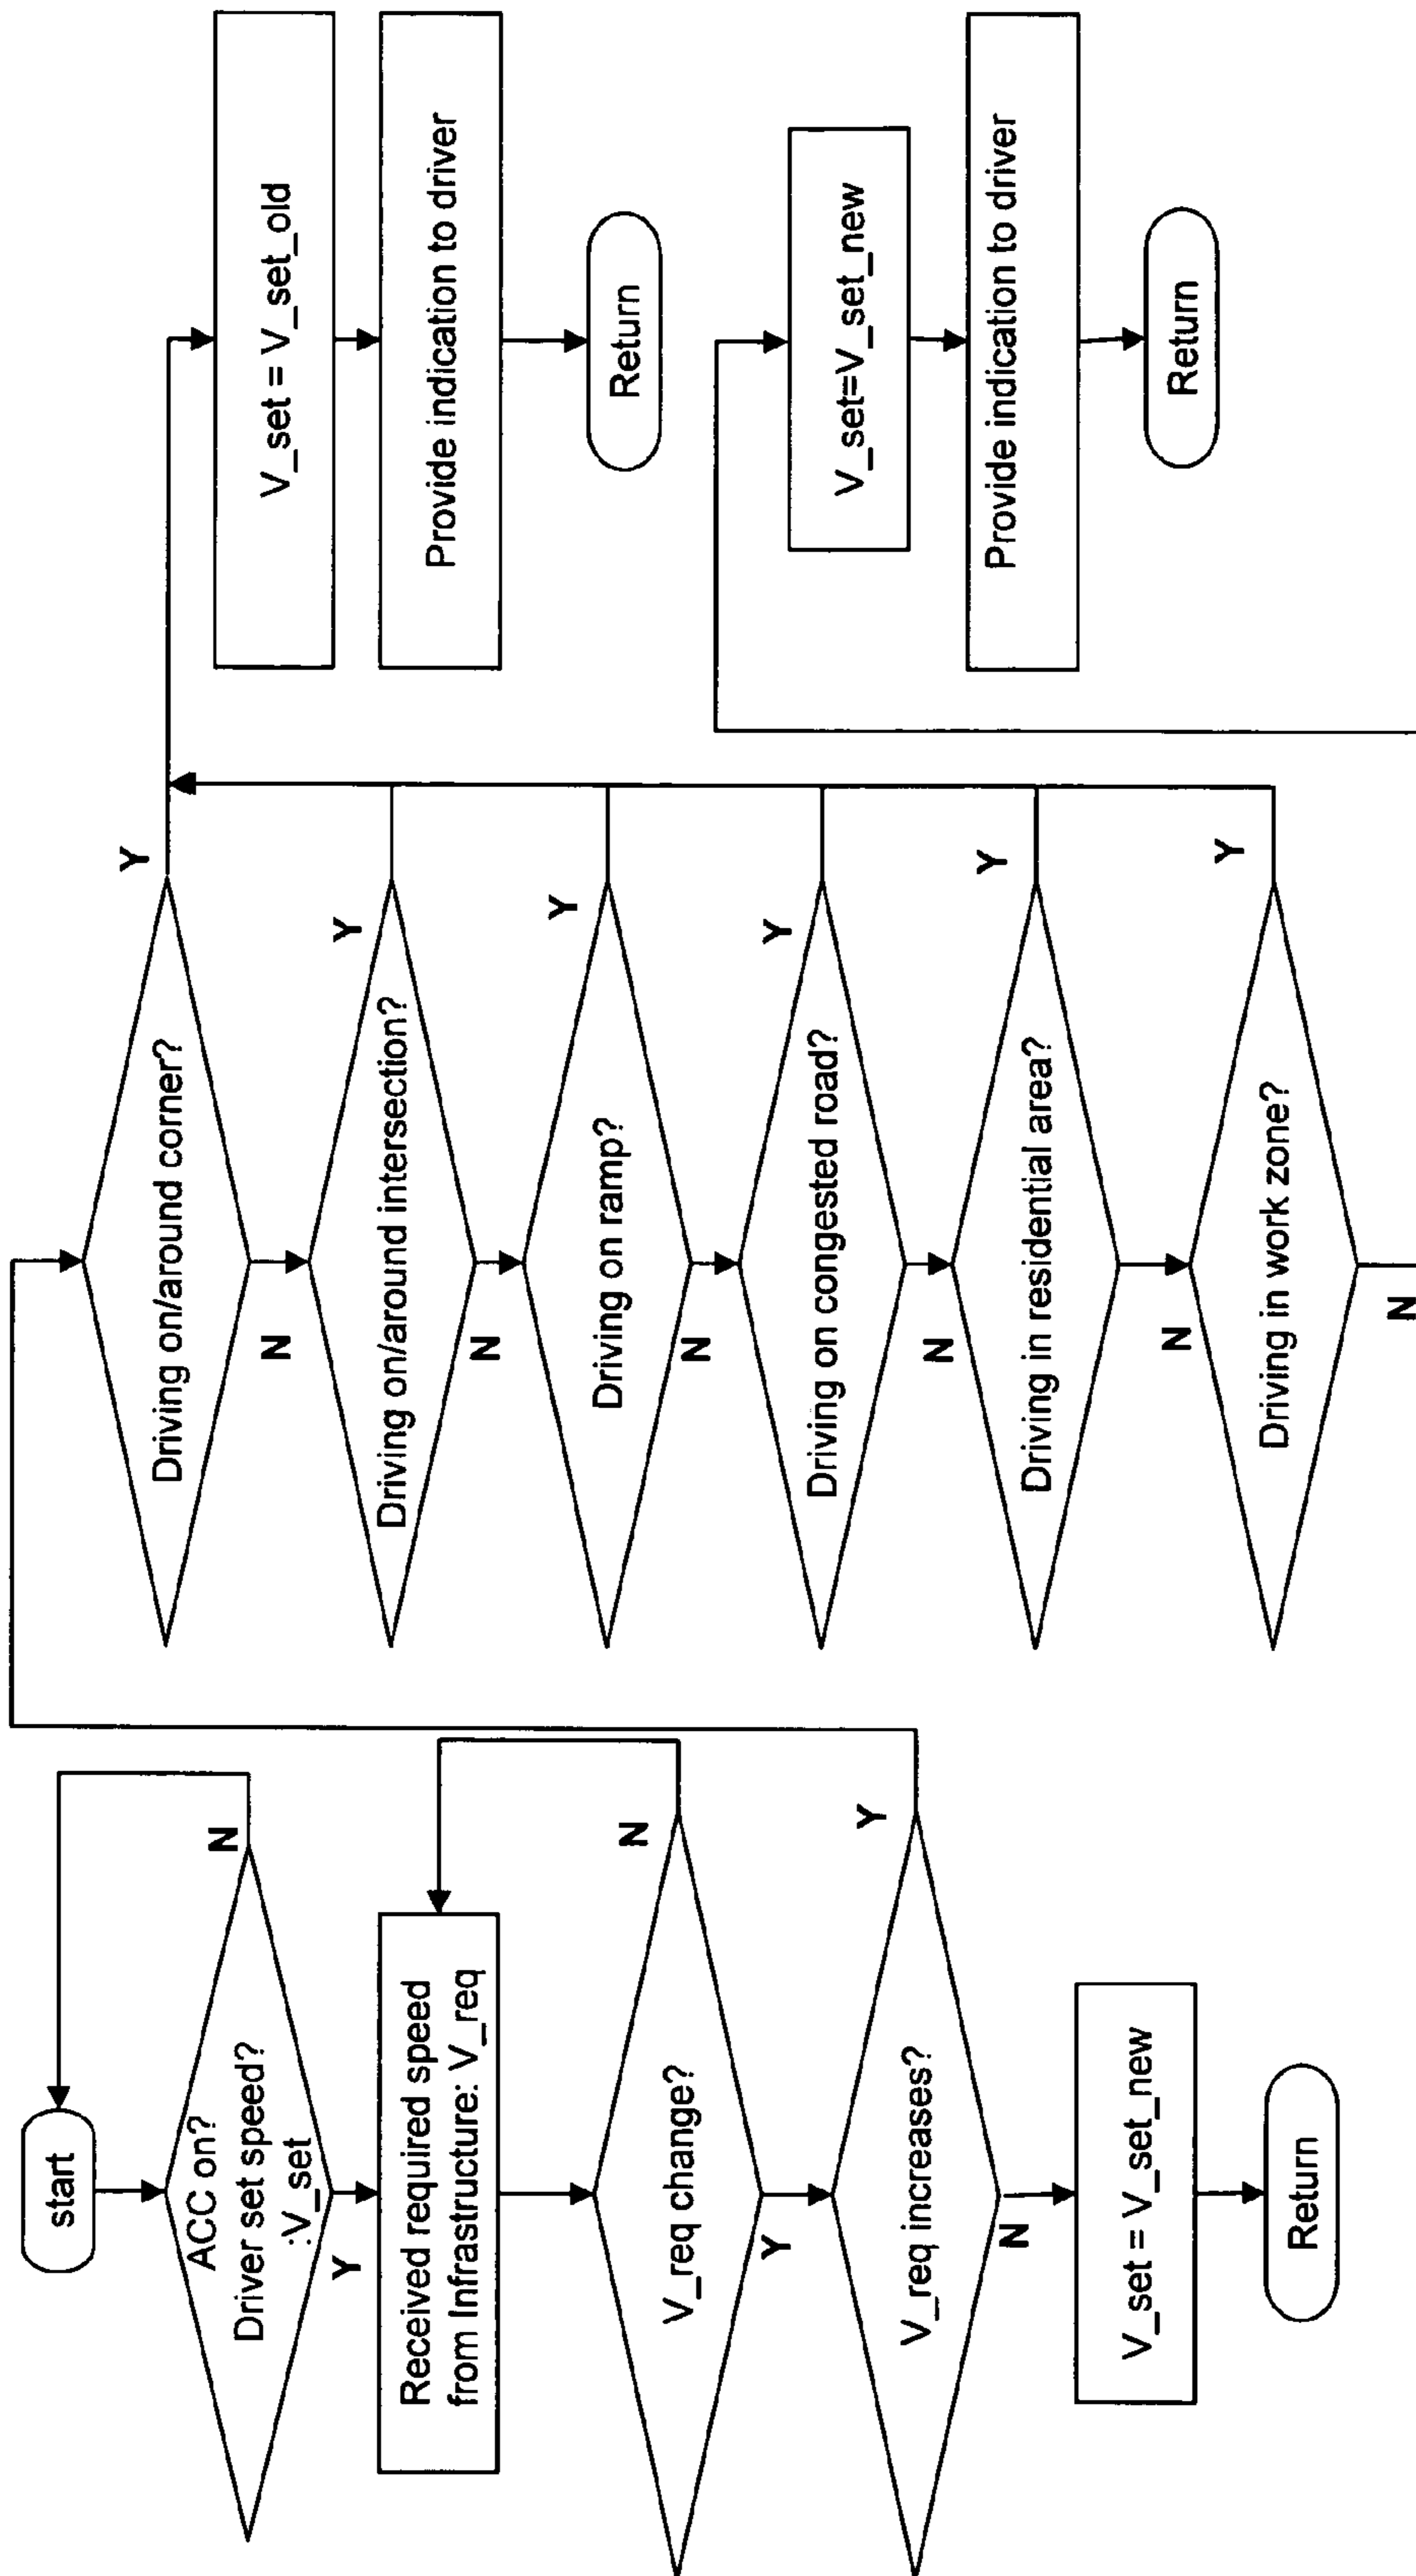 start
ACC on?
Driver set speed?
:V_set
N
Y
Received required speed
from Infrastructure: V_req
V_req change?
N
Y
V_req increases?
Y
N
V_set = V_set_new
Return
Driving on/around corner?
Y
N
Driving on/around intersection?
Y
N
Driving on ramp?
Y
N
Driving on congested road?
Y
N
Driving in residential area?
Y
N
Driving in work zone?
Y
N
V_set = V_set_old
Provide indication to driver
Return
V_set=V_set_new
Provide indication to driver
Return